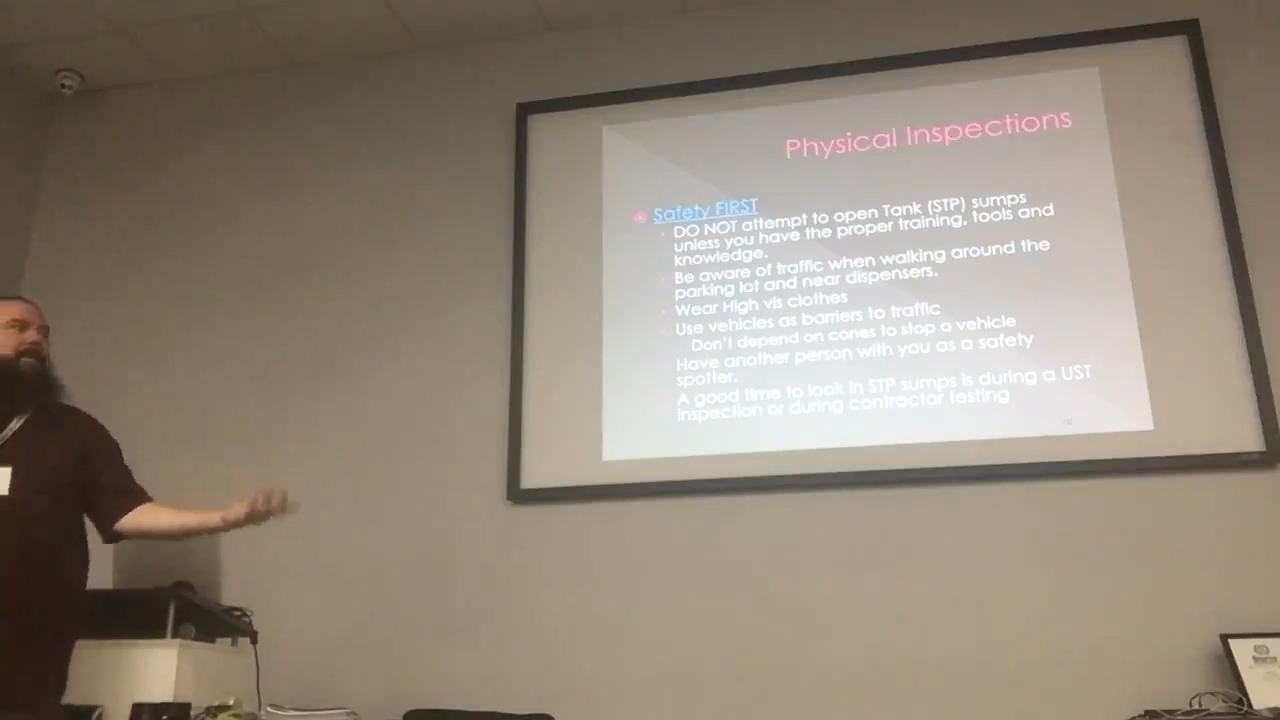 Physical Inspections
Safety FIRST
DO NOT attempt to open Tank (STP) sumps
unless you have the proper training, tools and
knowledge.
Be aware of traffic when walking around the
parking lot and near dispensers.
Wear High vis clothes
Use vehicles as barriers to traffic
Don't depend on cones to stop a vehicle
Have another person with you as a safety
spotter.
A good time to look in STP sumps is during a UST
inspection or during contractor testing